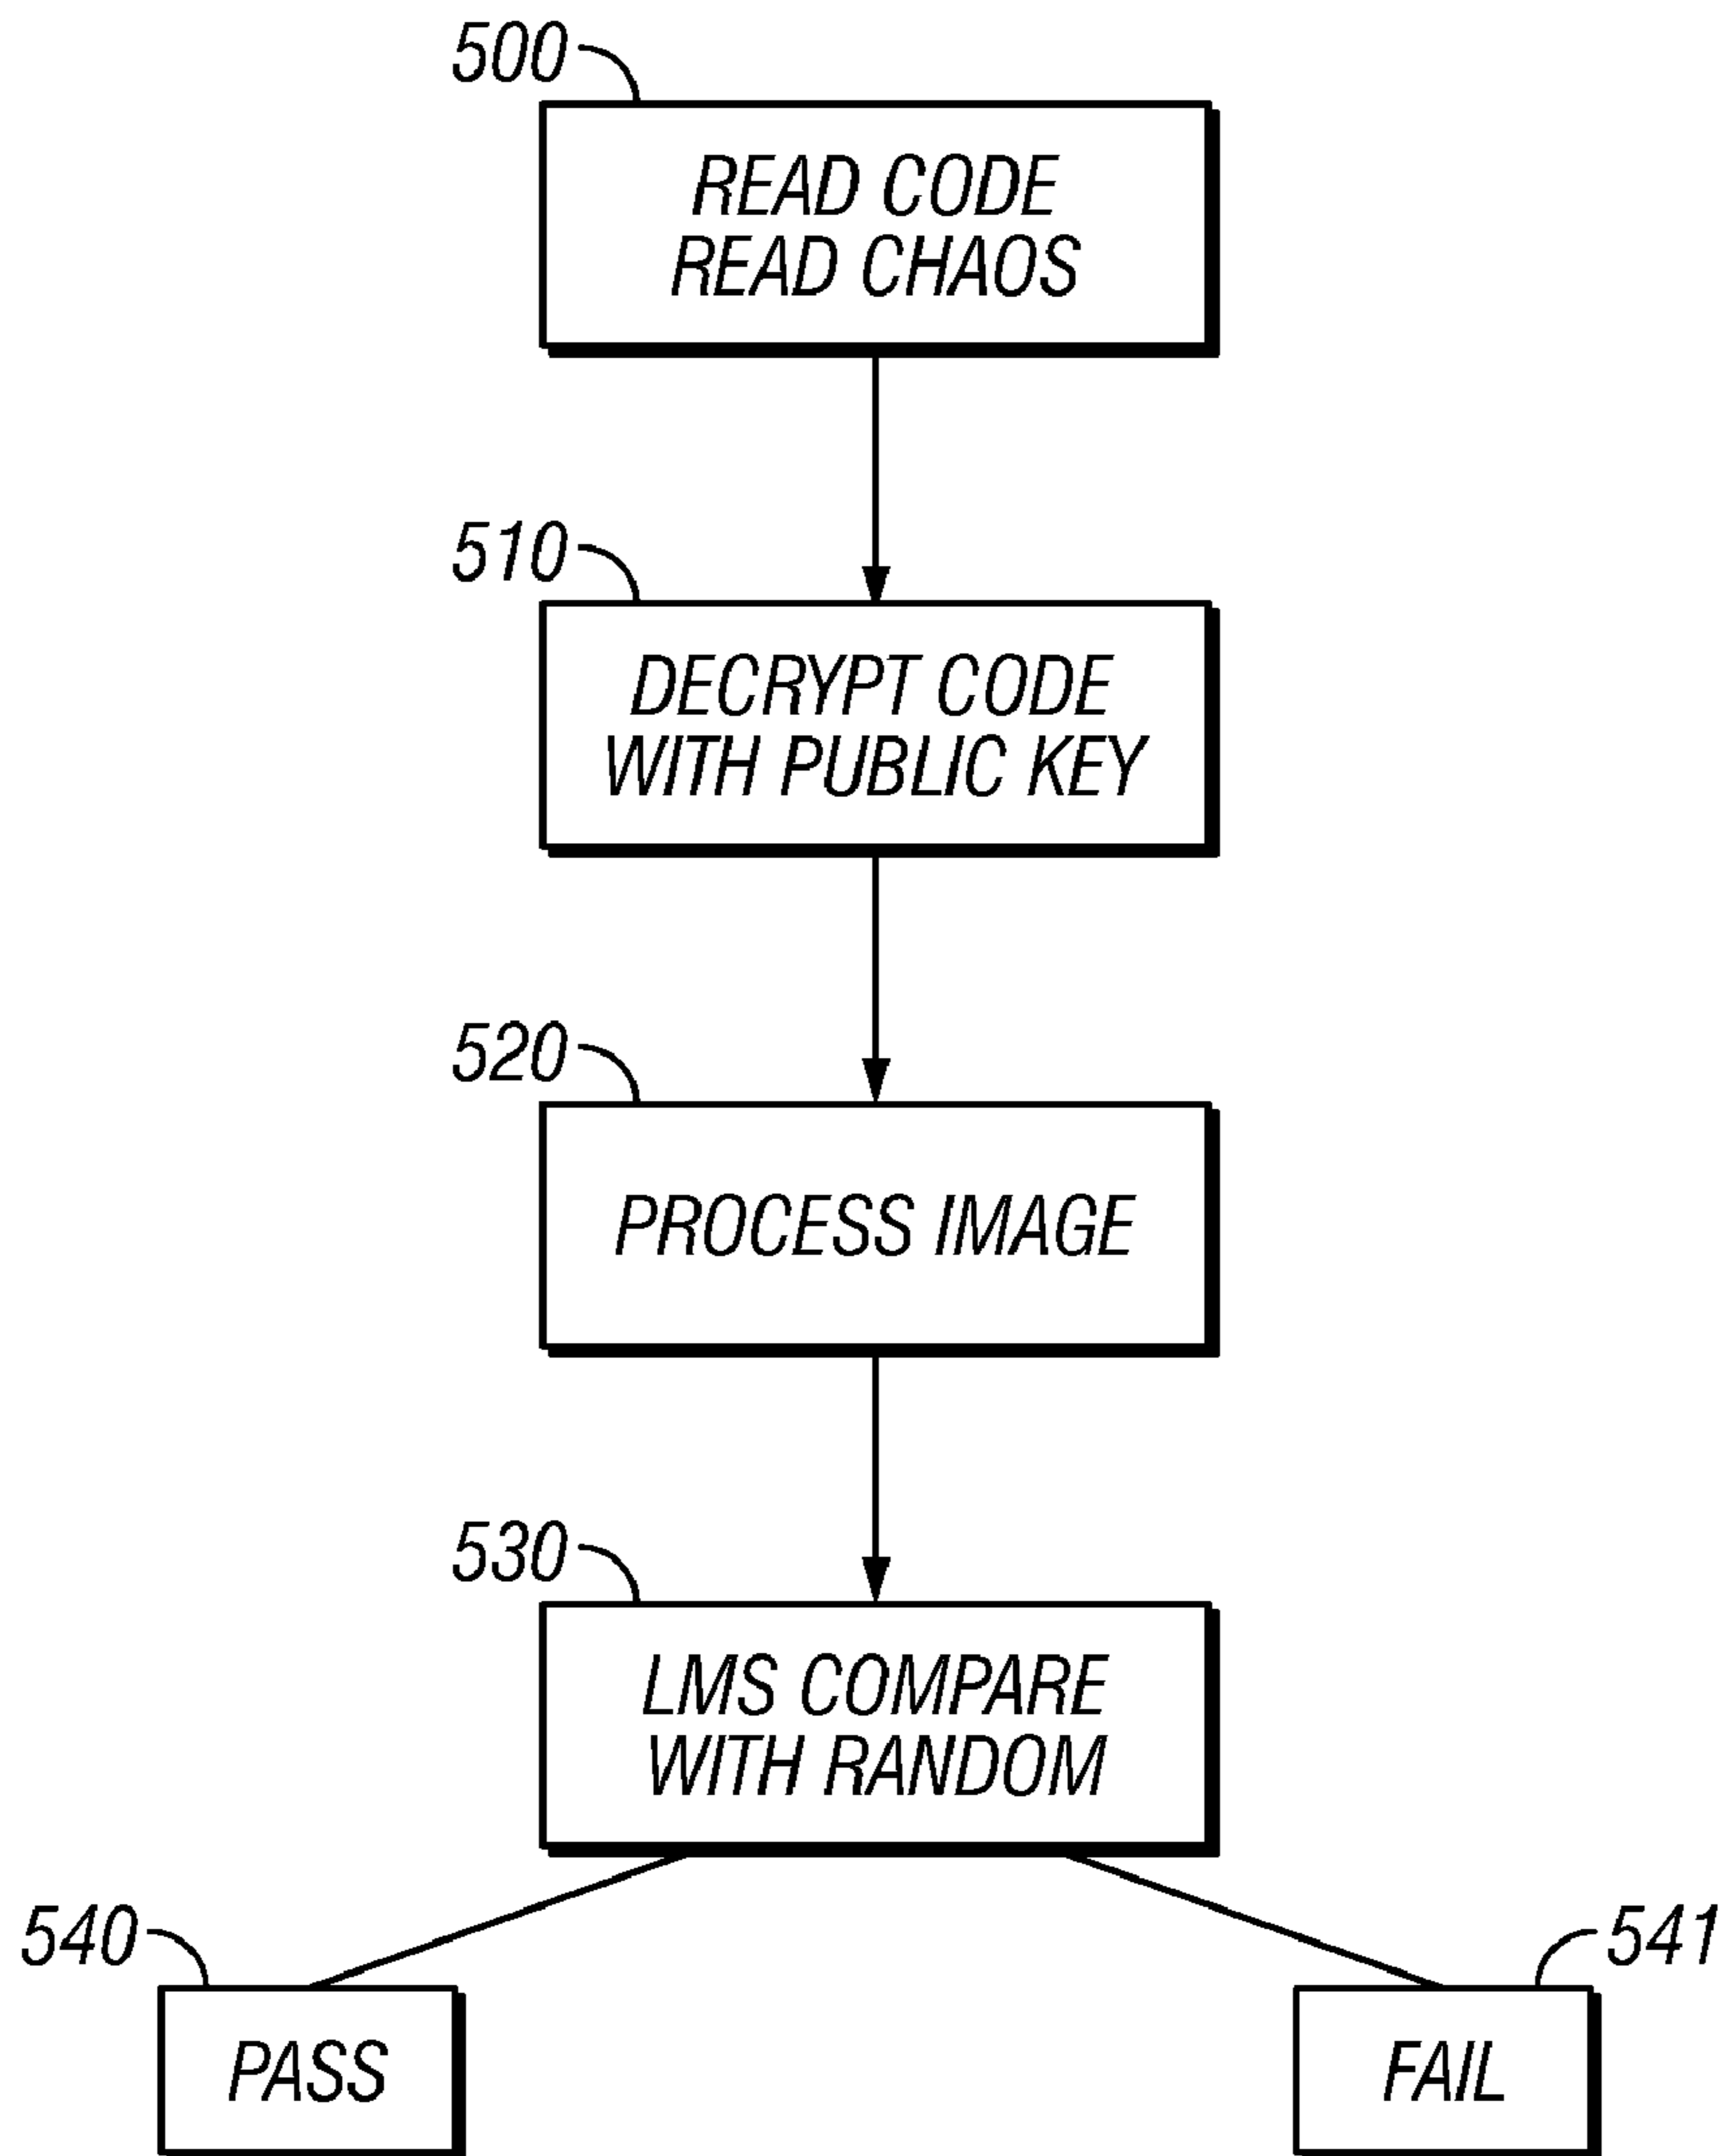 500
READ CODE
READ CHAOS
510
DECRYPT CODE
WITH PUBLIC KEY
520
PROCESS IMAGE
530
LMS COMPARE
WITH RANDOM
540
PASS
541
FAIL